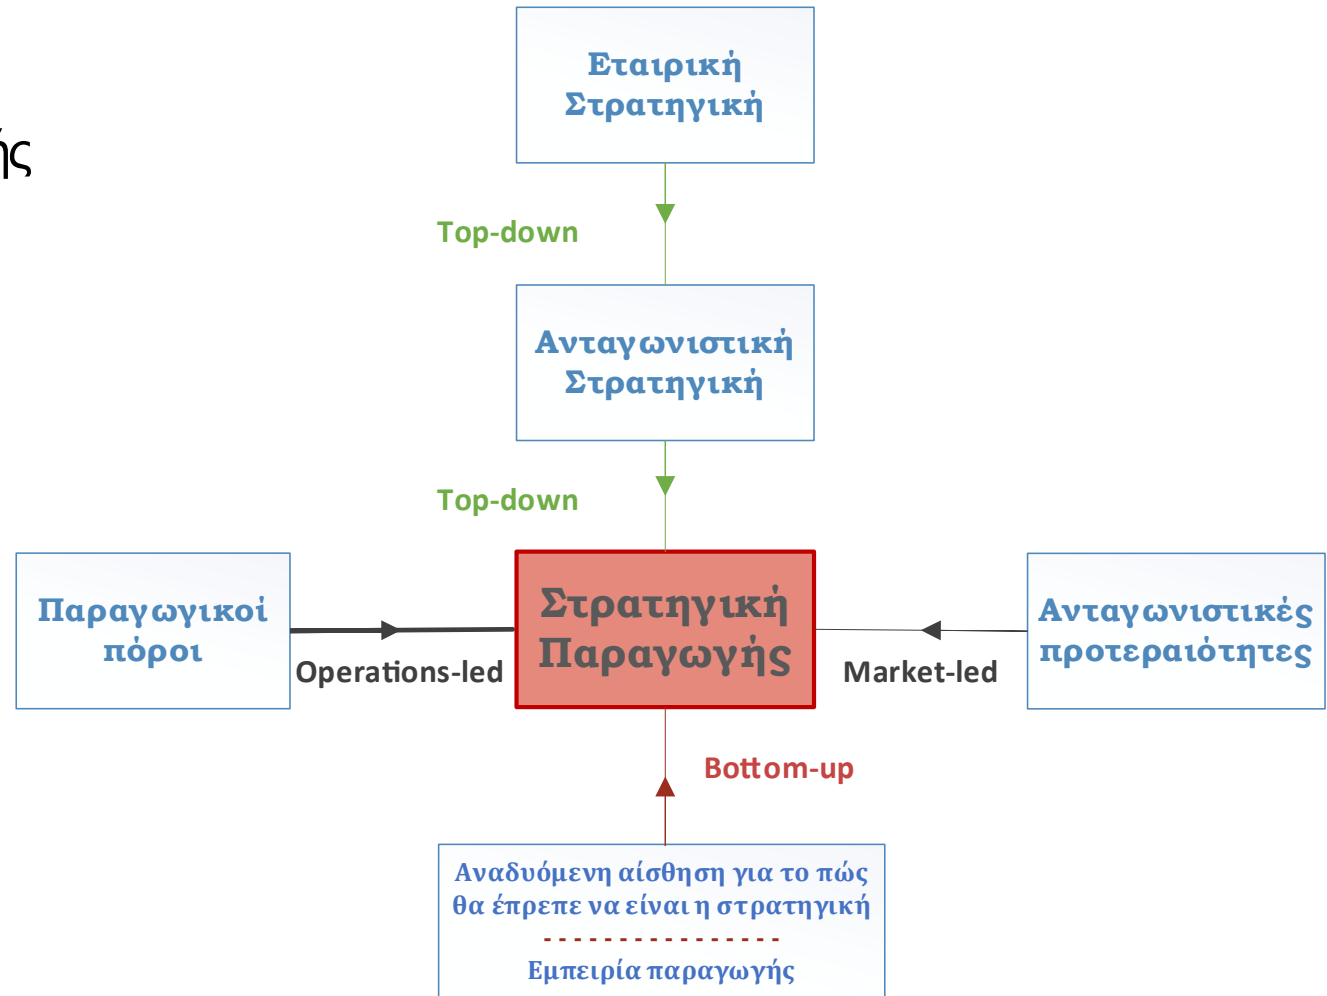 Εταιρική
Στρατηγική
ής
Top-down
Ανταγωνιστική
Στρατηγική
Top-down
Παραγωγικοί
πόροι
Operations-led
Στρατηγική
Παραγωγής
Market-led
Ανταγωνιστικές
προτεραιότητες
Bottom-up
Αναδυόμενη αίσθηση για το πώς
θα έπρεπε να είναι η στρατηγική
Εμπειρία παραγωγής